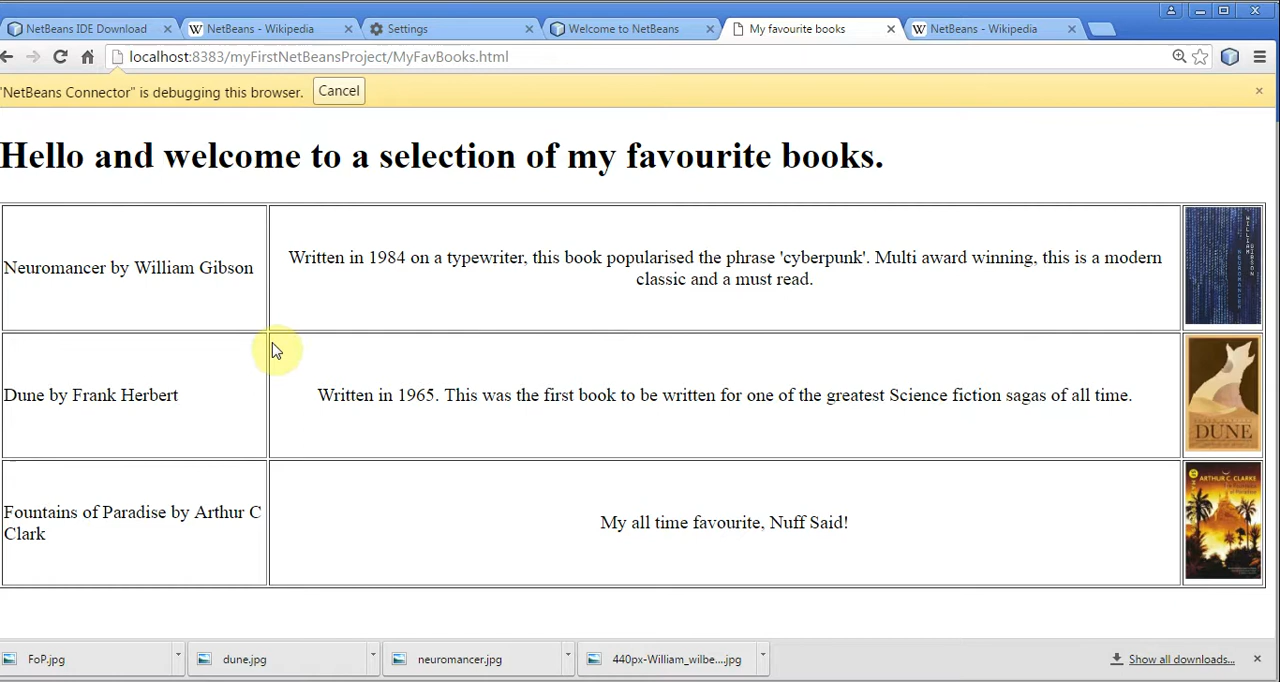 NetBeans IDE Download
NetBeans - Wikipedia
Settings
Welcome to NetBeans
My favourite books
NetBeans - Wikipedia
localhost:8383/myFirstNetBeansProject/MyFavBooks.html
"NetBeans Connector" is debugging this browser.
Cancel
Hello and welcome to a selection of my favourite books.
Neuromancer by William Gibson
Written in 1984 on a typewriter, this book popularised the phrase 'cyberpunk'. Multi award winning, this is a modern
classic and a must read.
WILLIAM GIBSON
NEUROMANCER
Dune by Frank Herbert
Written in 1965. This was the first book to be written for one of the greatest Science fiction sagas of all time.
DUNE
Fountains of Paradise by Arthur C
Clark
My all time favourite, Nuff Said!
ARTHUR C. CLARKE
FoP.jpg
dune.jpg
neuromancer.jpg
440px-William_wilbe....jpg
Show all downloads...